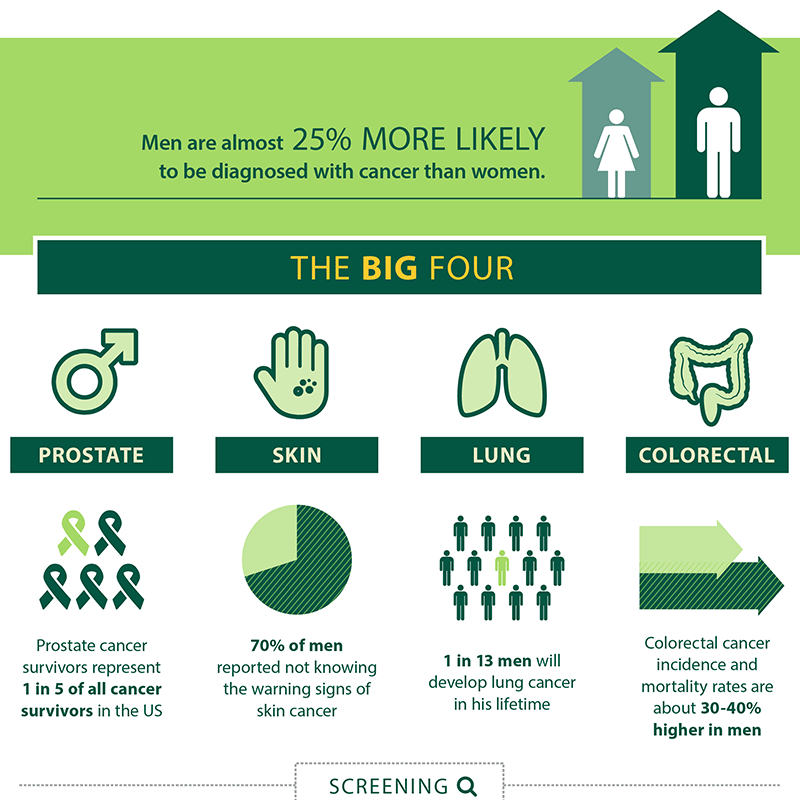 Men are almost 25% MORE LIKELY
to be diagnosed with cancer than women.
THE BIG FOUR
PROSTATE
SKIN
LUNG
COLORECTAL
Prostate cancer
survivors represent
1 in 5 of all cancer
survivors in the US
70% of men
reported not knowing
the warning signs of
skin cancer
1 in 13 men will
develop lung cancer
in his lifetime
Colorectal cancer
incidence and
mortality rates are
about 30-40%
higher in men
SCREENING